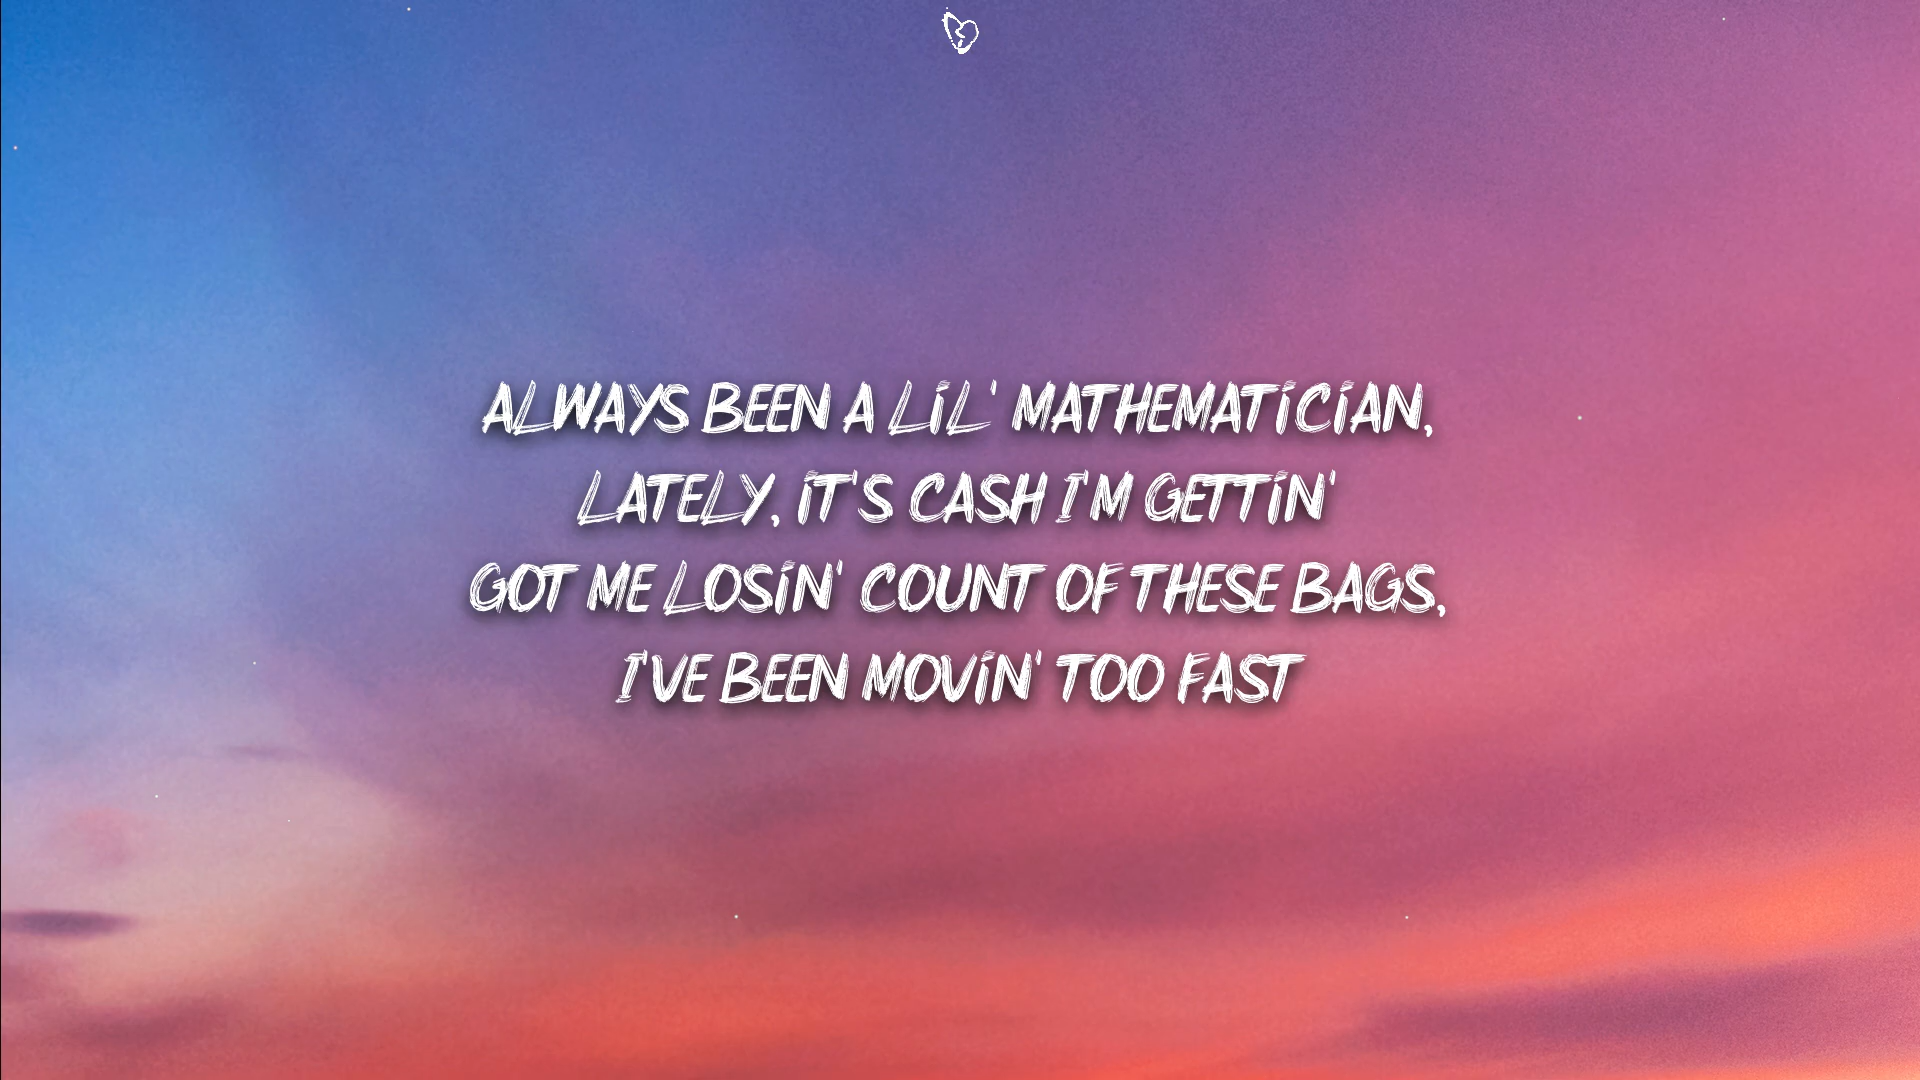 ALWAYS BEEN A LIL' MATHEMATICIAN,
LATELY, IT'S CASH I'M GETTIN'
GOT ME LOSIN' COUNT OF THESE BAGS,
I'VE BEEN MOVIN' TOO FAST